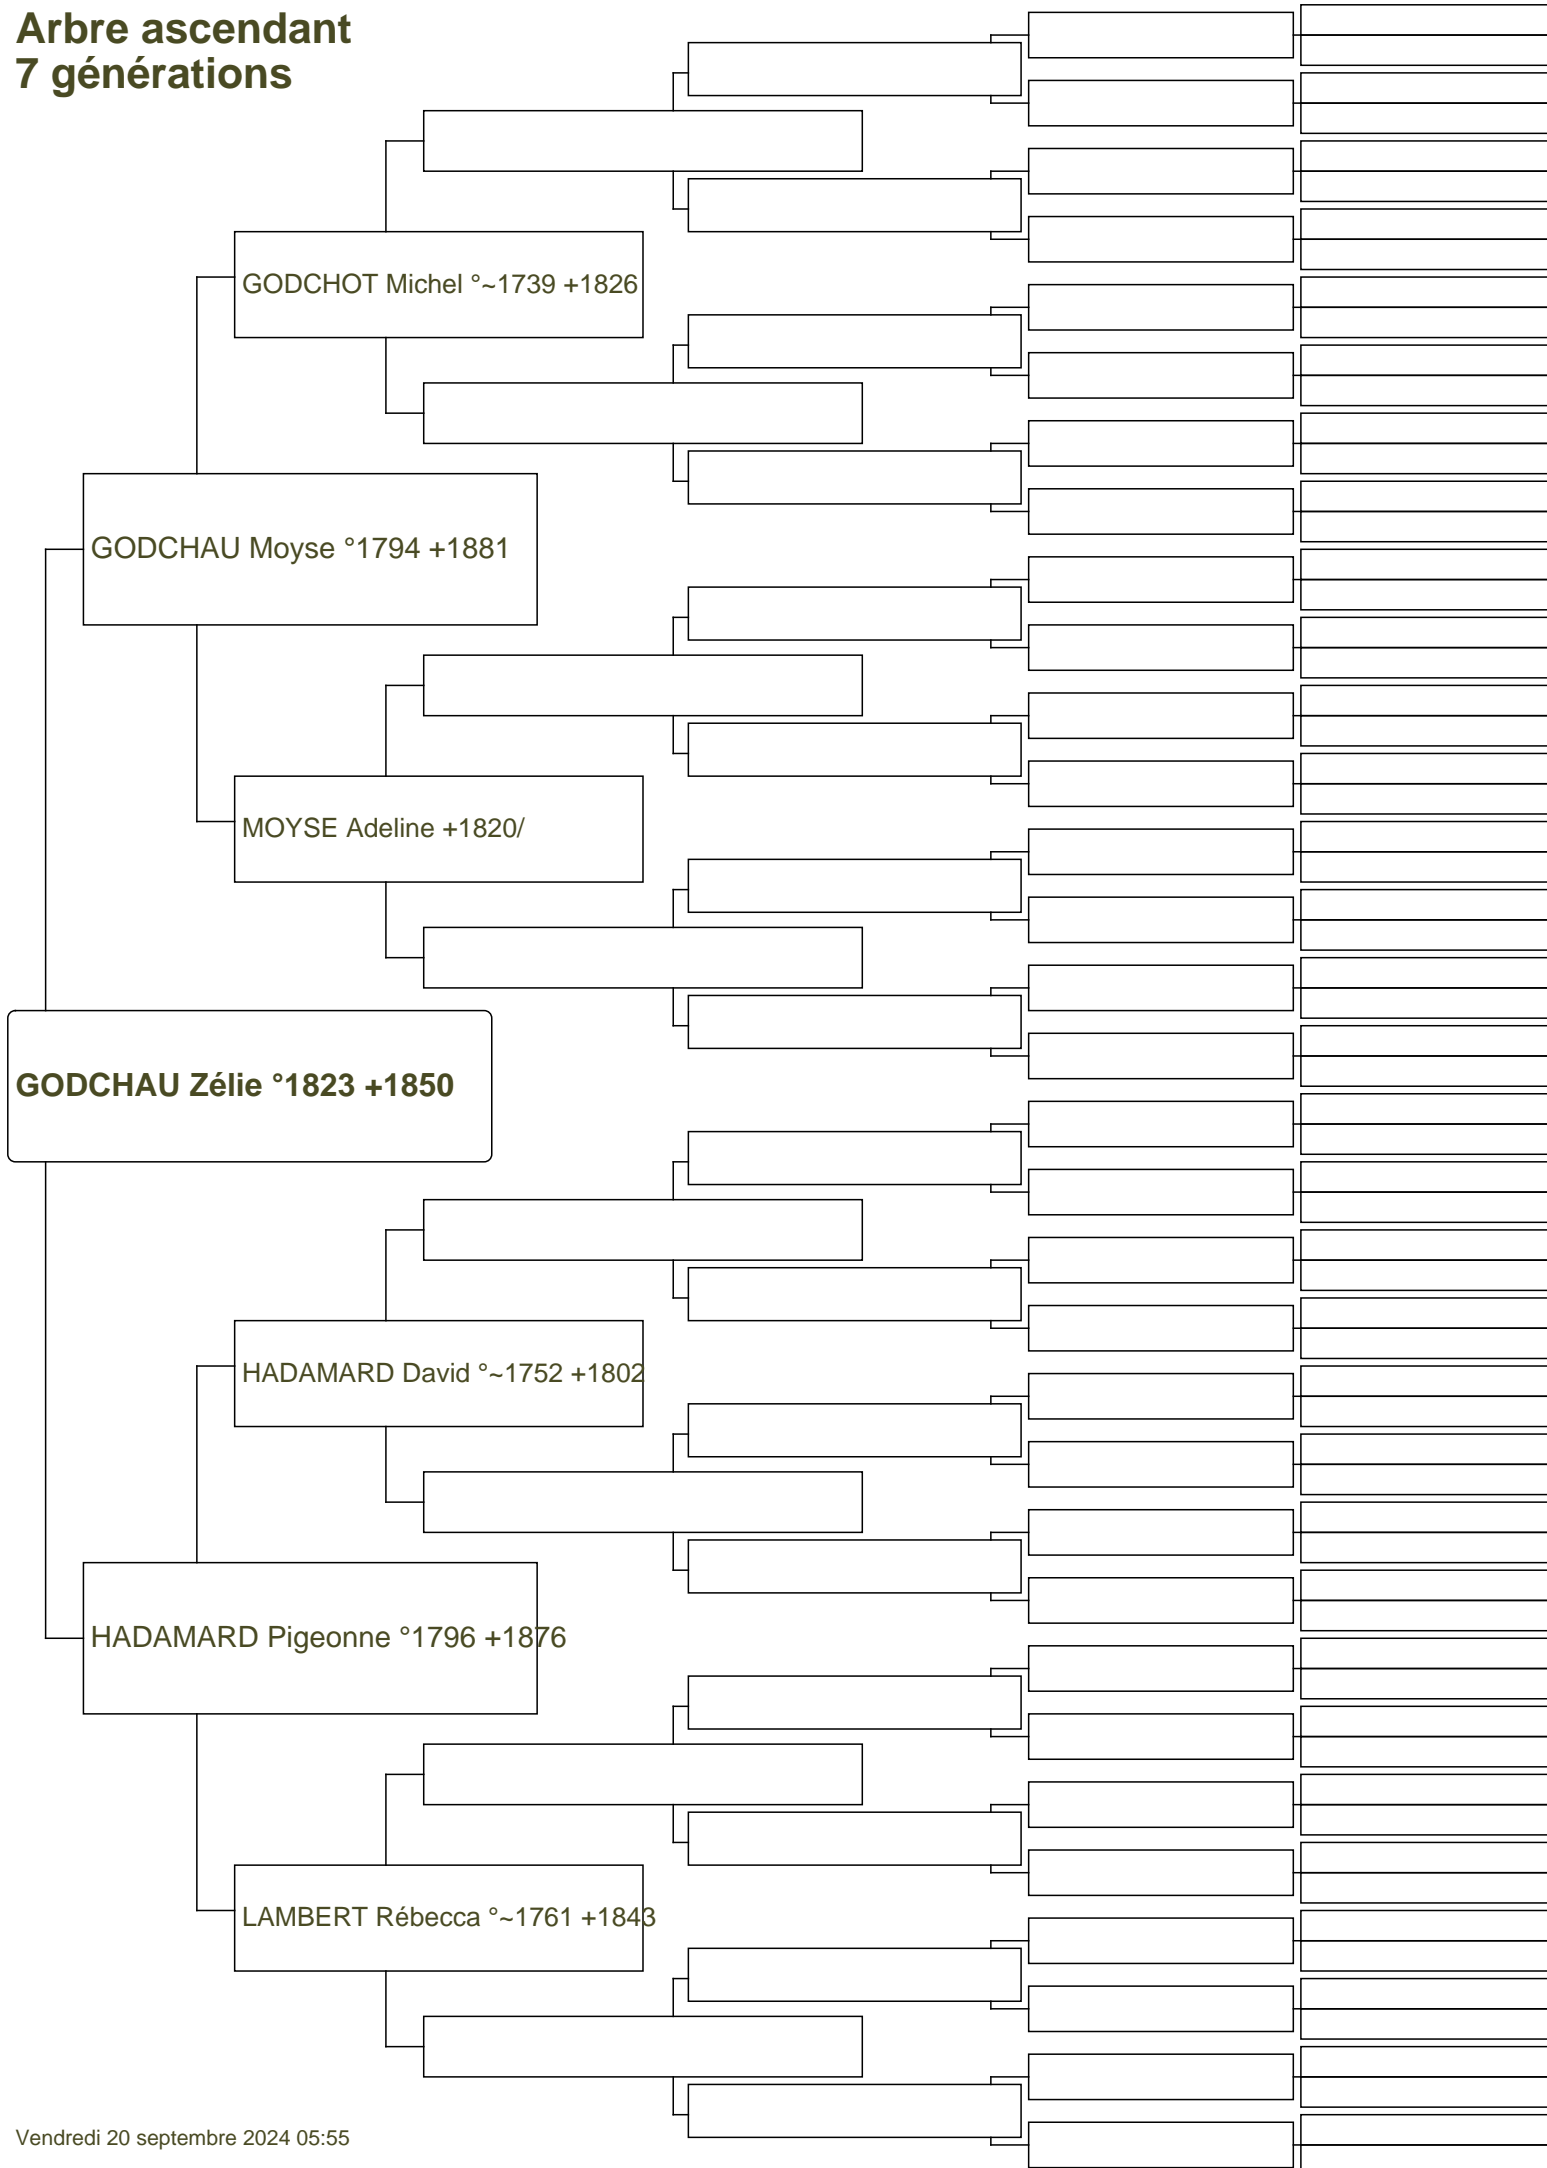 Arbre ascendant
7 générations
GODCHOT Michel °~1739 +1826
GODCHAU Moyse °1794 +1881
MOYSE Adeline +1820/
GODCHAU Zélie °1823 +1850
HADAMARD David °~1752 +1802
HADAMARD Pigeonne °1796 +1876
LAMBERT Rébecca °~1761 +1843
Vendredi 20 septembre 2024 05:55